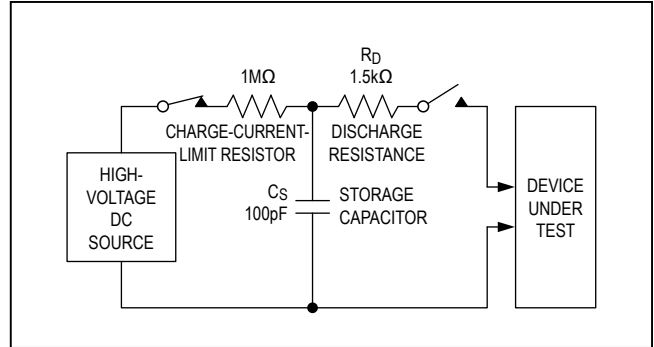 R_D
1MΩ
1.5kΩ
CHARGE-CURRENT-
LIMIT RESISTOR
DISCHARGE
RESISTANCE
HIGH-
VOLTAGE
DC
SOURCE
C_S
100pF
STORAGE
CAPACITOR
DEVICE
UNDER
TEST